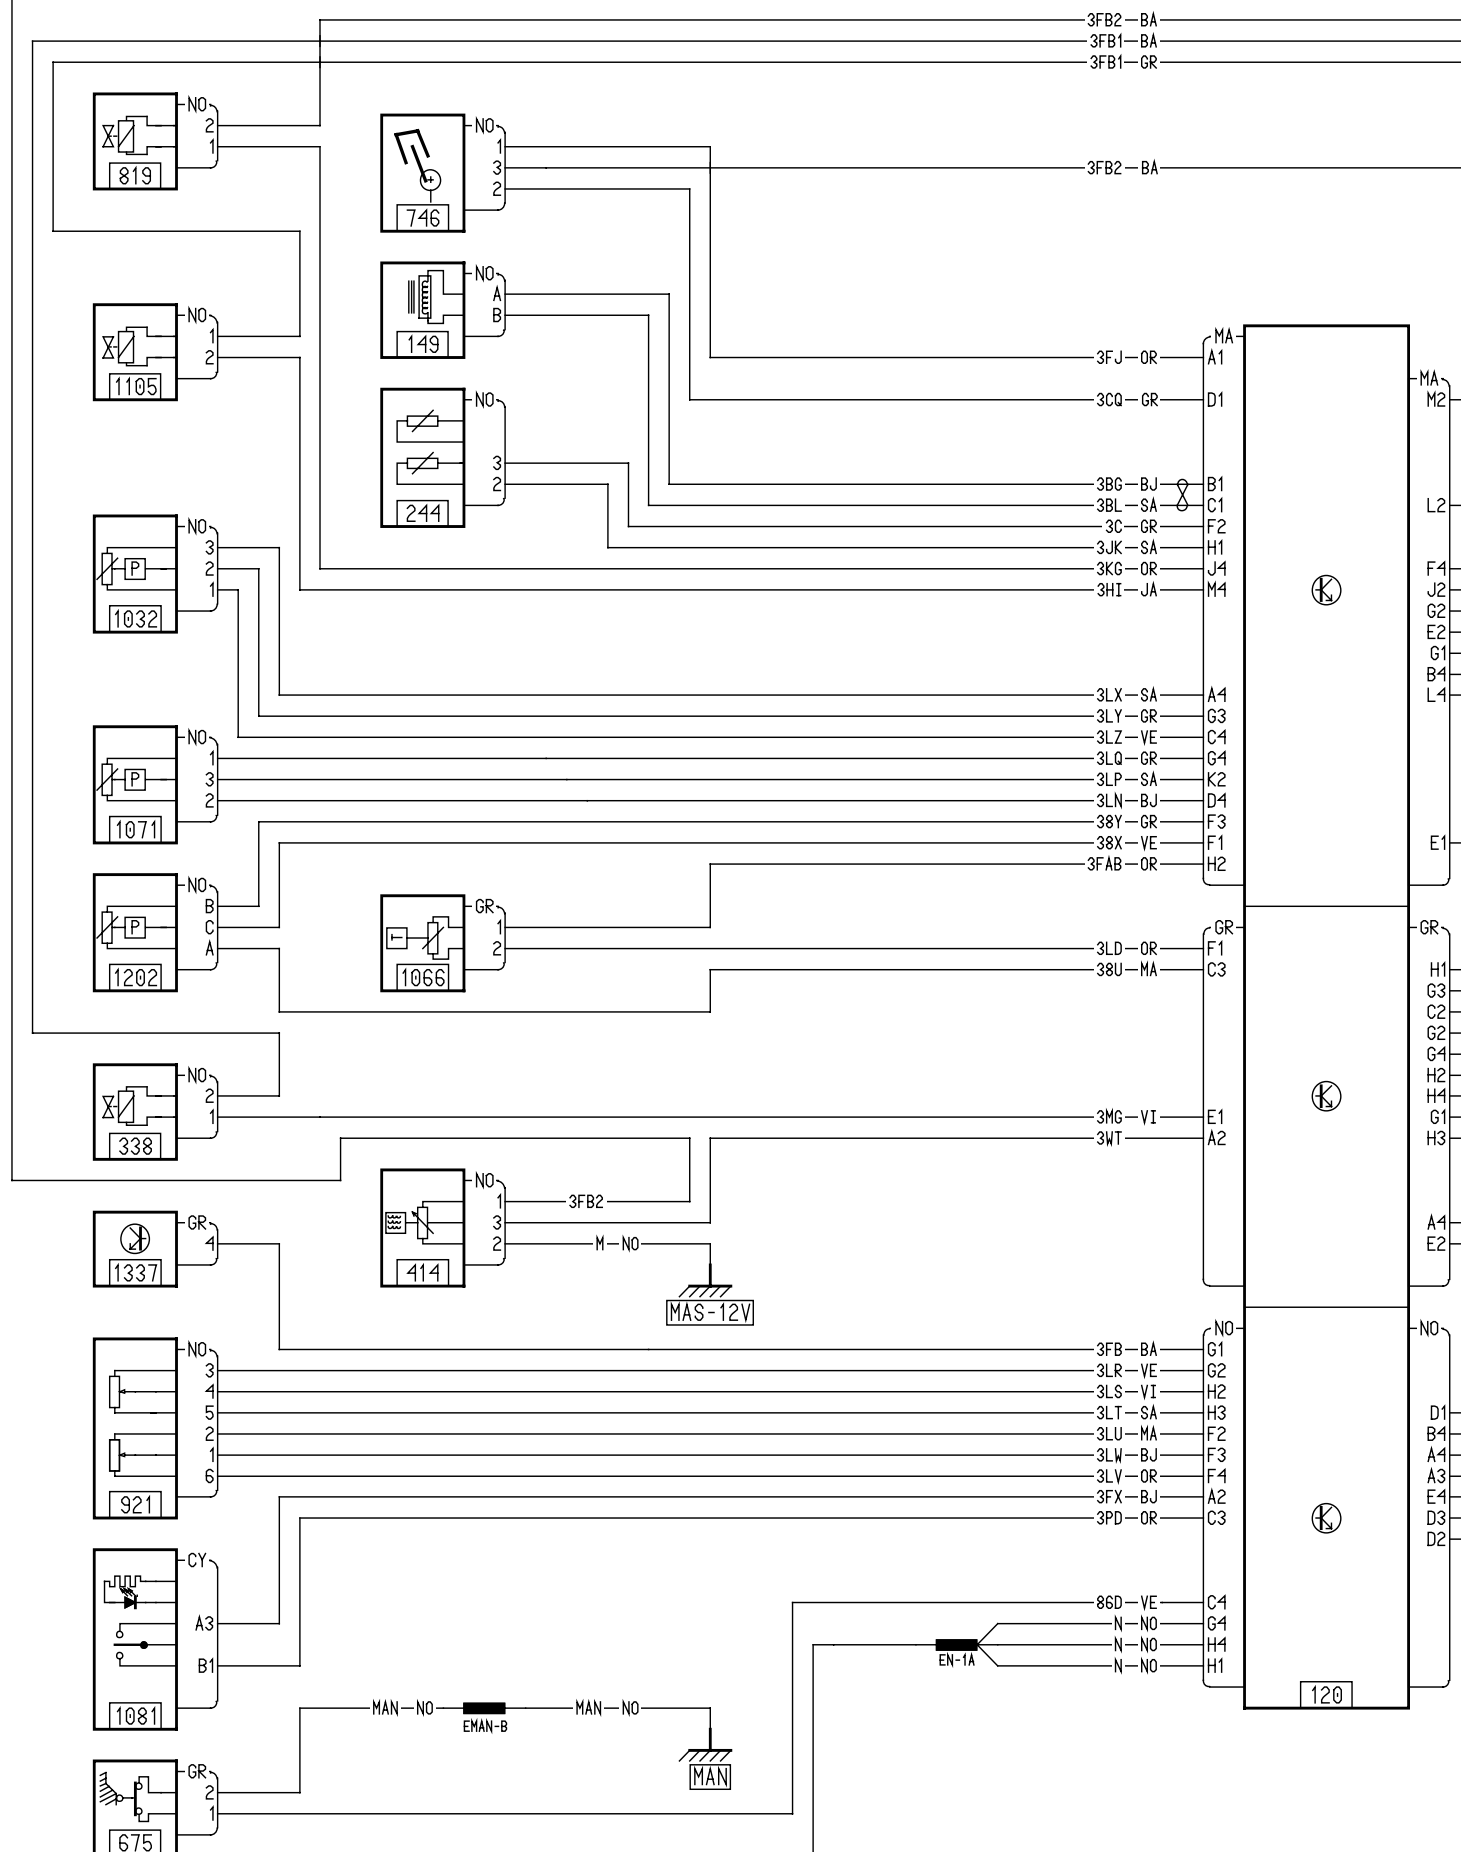 3FB2 BA
3FB1 BA
3FB1 GR
NO
2
1
819
NO
1
3
2
746
3FB2 BA
NO
A
B
149
NO
1
2
1105
NO
3
2
244
MA
A1
D1
B1
C1
F2
H1
J4
M4
3FJ OR
3CQ GR
3BG BJ
3BL SA
3C GR
3JK SA
3KG OR
3HI JA
MA
M2
L2
F4
J2
G2
E2
G1
B4
L4
E1
NO
3
2
1
P
1032
3LX SA A4
3LY GR G3
3LZ VE C4
3LQ GR G4
3LP SA K2
3LN BJ D4
38Y GR F3
38X VE F1
3FAB OR H2
NO
1
3
2
P
1071
NO
B
C
A
P
1202
GR
1
2
T
1066
GR
3LD OR F1
38U MA C3
3MG VI E1
3WT A2
GR
H1
G3
C2
G2
G4
H2
H4
G1
H3
A4
E2
NO
2
1
338
NO
1
3
2
414
3FB2
M NO
MAS-12V
GR
4
1337
NO
3FB BA G1
3LR VE G2
3LS VI H2
3LT SA H3
3LU MA F2
3LW BJ F3
3LV OR F4
3FX BJ A2
3PD OR C3
86D VE C4
N NO G4
N NO H4
N NO H1
EN-1A
NO
D1
B4
A4
A3
E4
D3
D2
120
NO
3
4
5
2
1
6
921
CY
A3
B1
1081
MAN NO
EMAN-B
MAN NO
MAN
GR
2
1
675